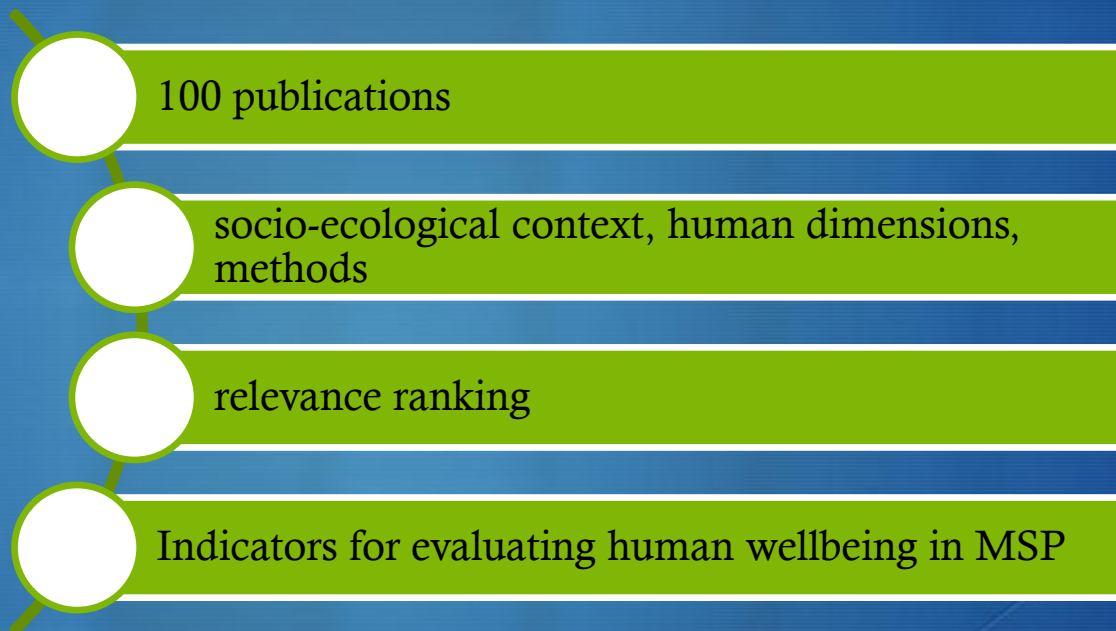 100 publications
socio-ecological context, human dimensions,
methods
relevance ranking
Indicators for evaluating human wellbeing in MSP